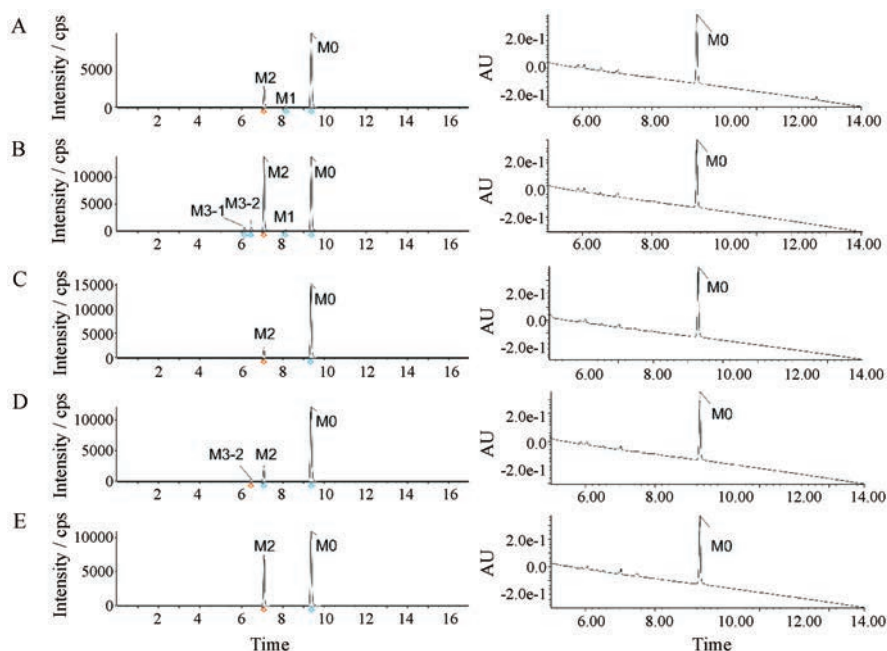 A
Intensity / cps
5000
0
M2
M1
M0
2 4 6 8 10 12 14 16
AU
2.0e-1
0.0
-2.0e-1
M0
6.00 8.00 10.00 12.00 14.00
B
Intensity / cps
10000
5000
0
M3-1
M3-2
M2
M1
M0
2 4 6 8 10 12 14 16
AU
2.0e-1
0.0
-2.0e-1
M0
6.00 8.00 10.00 12.00 14.00
C
Intensity / cps
15000
10000
5000
0
M2
M0
2 4 6 8 10 12 14 16
AU
2.0e-1
0.0
-2.0e-1
M0
6.00 8.00 10.00 12.00 14.00
D
Intensity / cps
10000
5000
0
M3-2
M2
M0
2 4 6 8 10 12 14 16
AU
2.0e-1
0.0
-2.0e-1
M0
6.00 8.00 10.00 12.00 14.00
E
Intensity / cps
10000
5000
0
M2
M0
2 4 6 8 10 12 14 16
Time
AU
2.0e-1
0.0
-2.0e-1
M0
6.00 8.00 10.00 12.00 14.00
Time